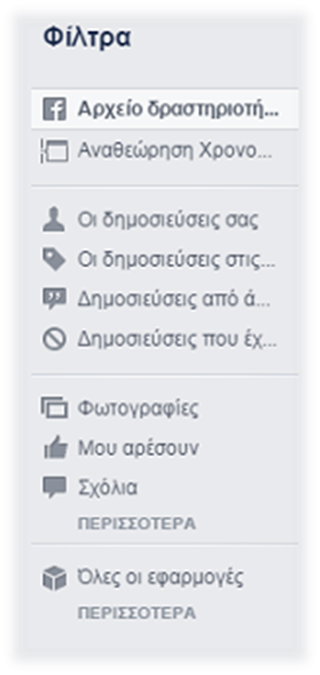 Φίλτρα
Αρχείο δραστηριοτή...
Αναθεώρηση Χρονο...
Οι δημοσιεύσεις σας
Οι δημοσιεύσεις στις...
Δημοσιεύσεις από ά...
Δημοσιεύσεις που έχ...
Φωτογραφίες
Μου αρέσουν
Σχόλια
ΠΕΡΙΣΣΟΤΕΡΑ
Όλες οι εφαρμογές
ΠΕΡΙΣΣΟΤΕΡΑ